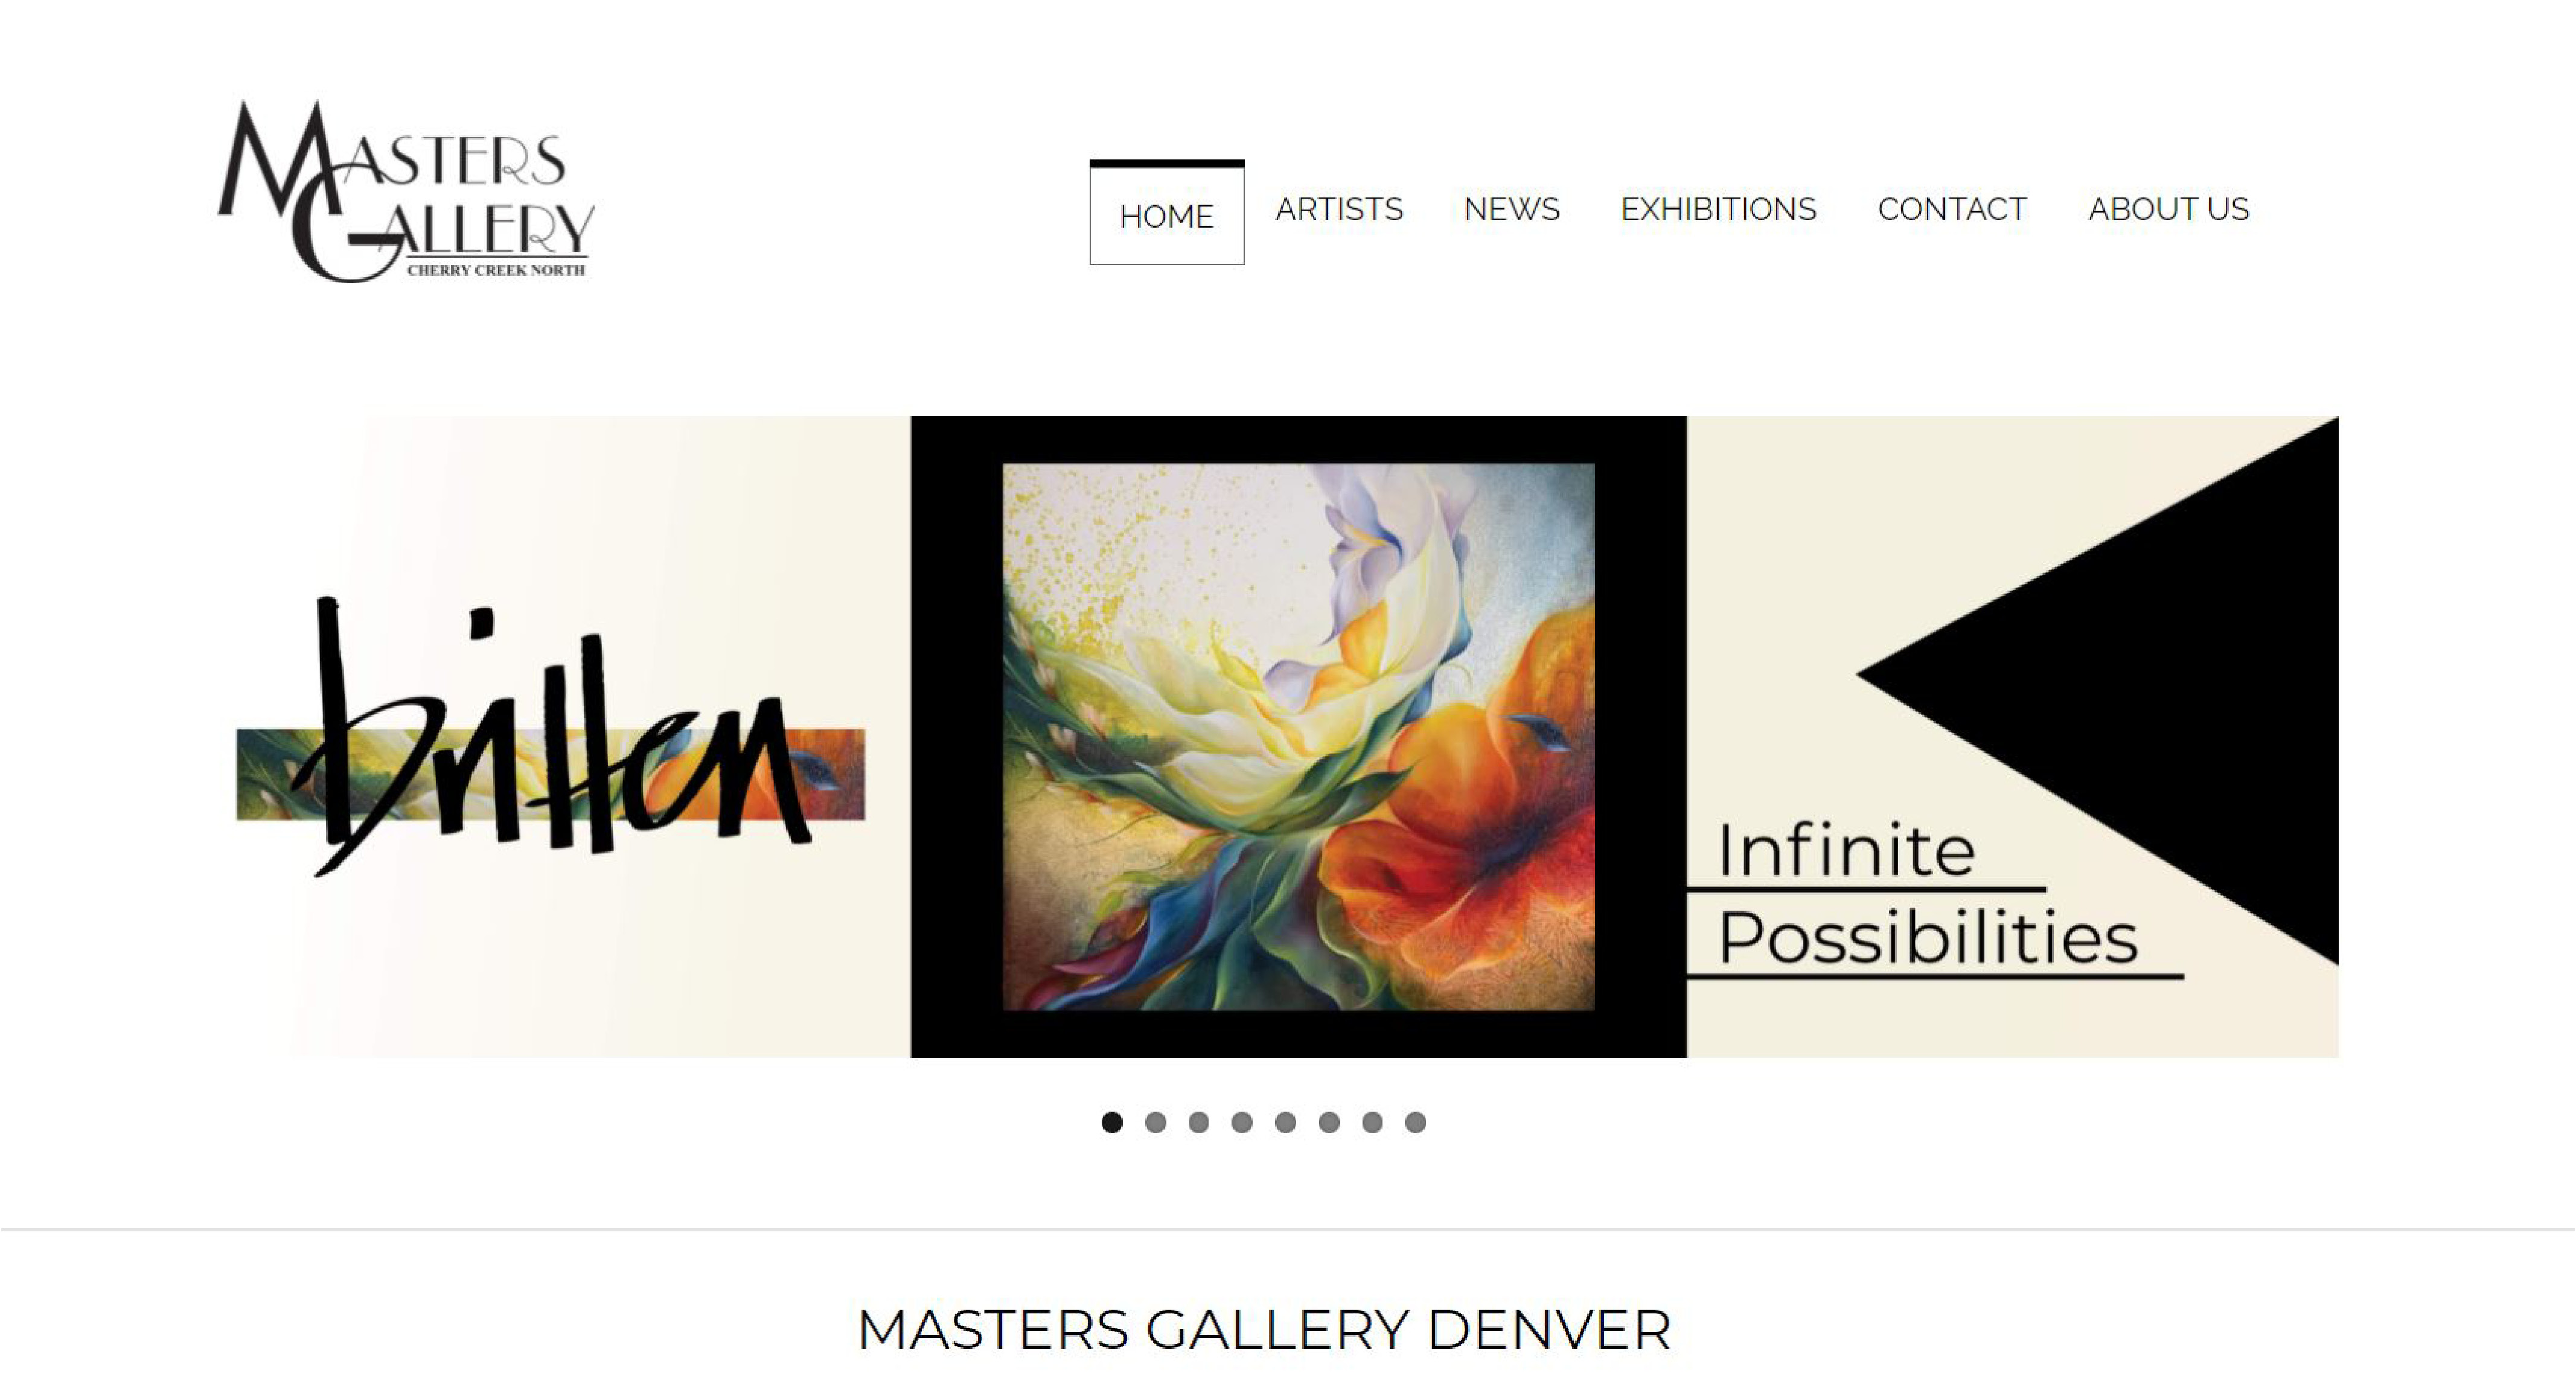 MASTERS
GALLERY
CHERRY CREEK NORTH
HOME ARTISTS NEWS EXHIBITIONS CONTACT ABOUT US
britten
Infinite
Possibilities
MASTERS GALLERY DENVER